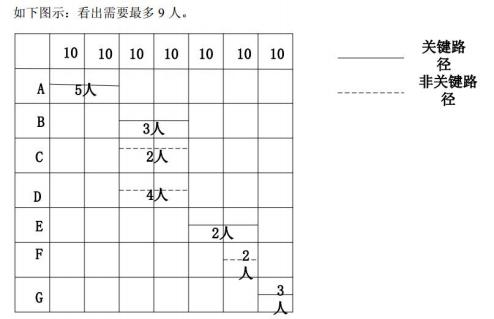 如下图示：看出需要最多 9 人。
10 10 10 10 10 10 10
A 5人
B 3人
C 2人
D 4人
E 2人
F 2
人
G 3
人
关键路
径
非关键路
径